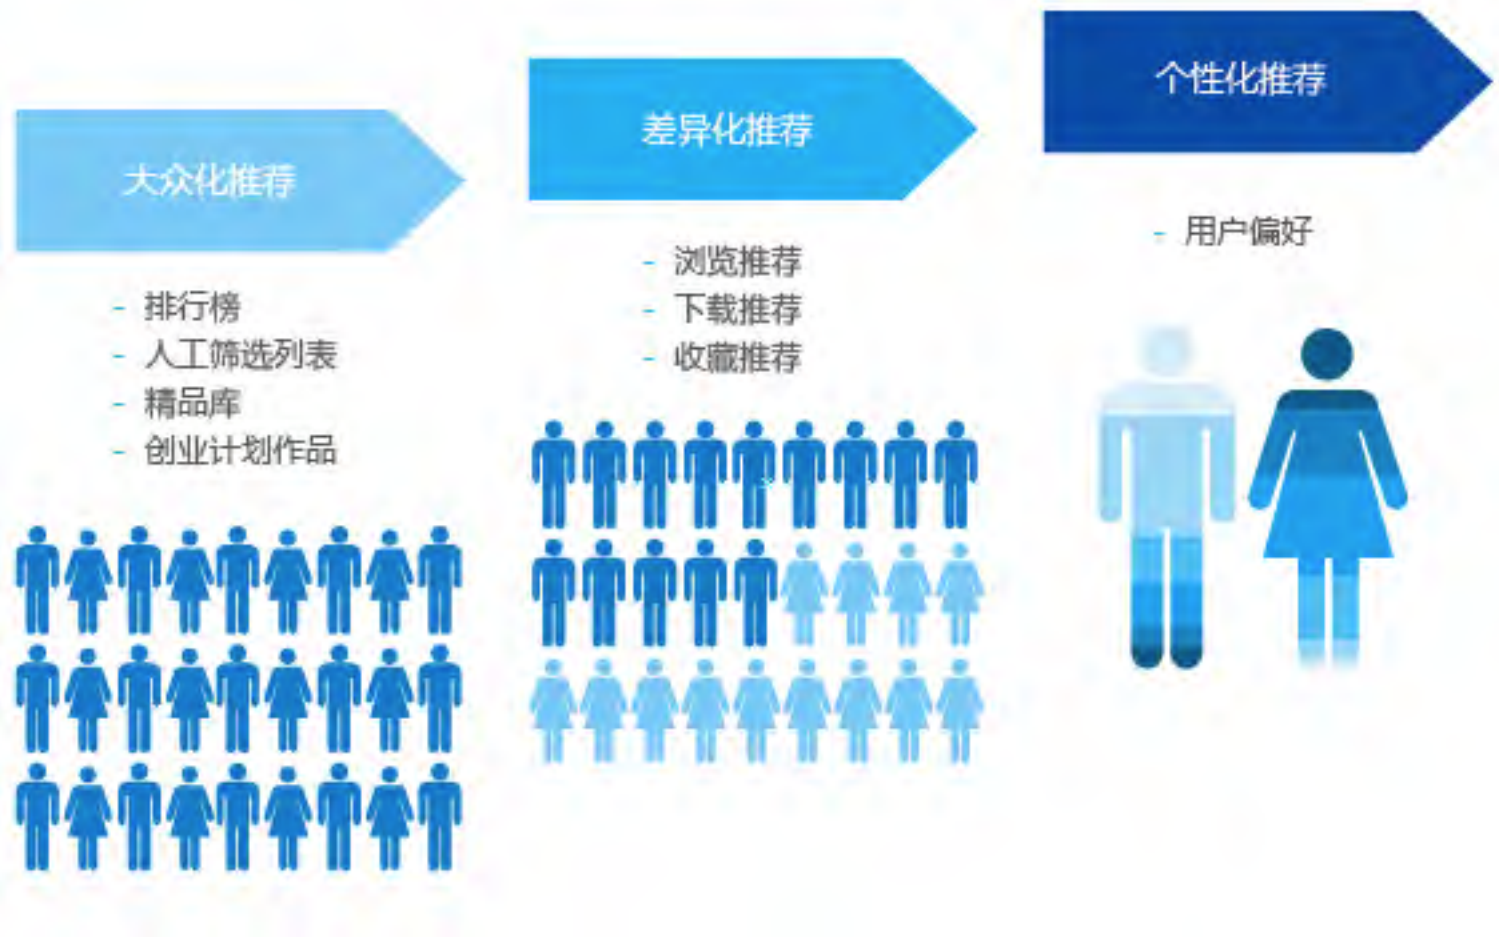 大众化推荐
- 排行榜
- 人工筛选列表
- 精品库
- 创业计划作品
差异化推荐
- 浏览推荐
- 下载推荐
- 收藏推荐
个性化推荐
- 用户偏好